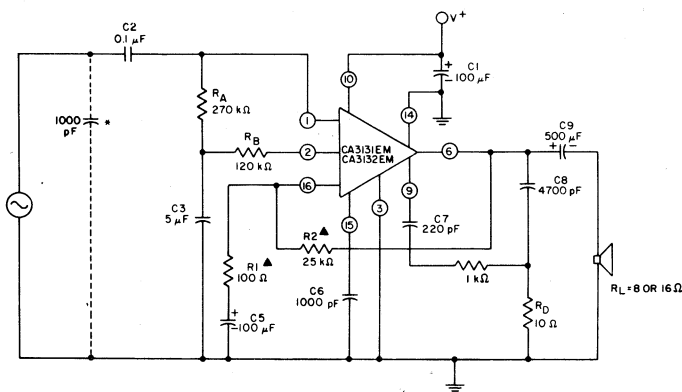 V+
C2
0.1 µF
+
C1
-100 µF
10
14
RA
270 kΩ
1000
pF
*
1
RB
120 kΩ
2
CA3131EM
CA3132EM
6
C9
500 µF
+ -
16
9
C8
4700 pF
3
C3
5 µF
15
C7
220 pF
R2▲
25 kΩ
R1▲
100 Ω
1 kΩ
C6
1000 pF
+
C5
-100 µF
RD
10 Ω
RL=8 OR 16 Ω